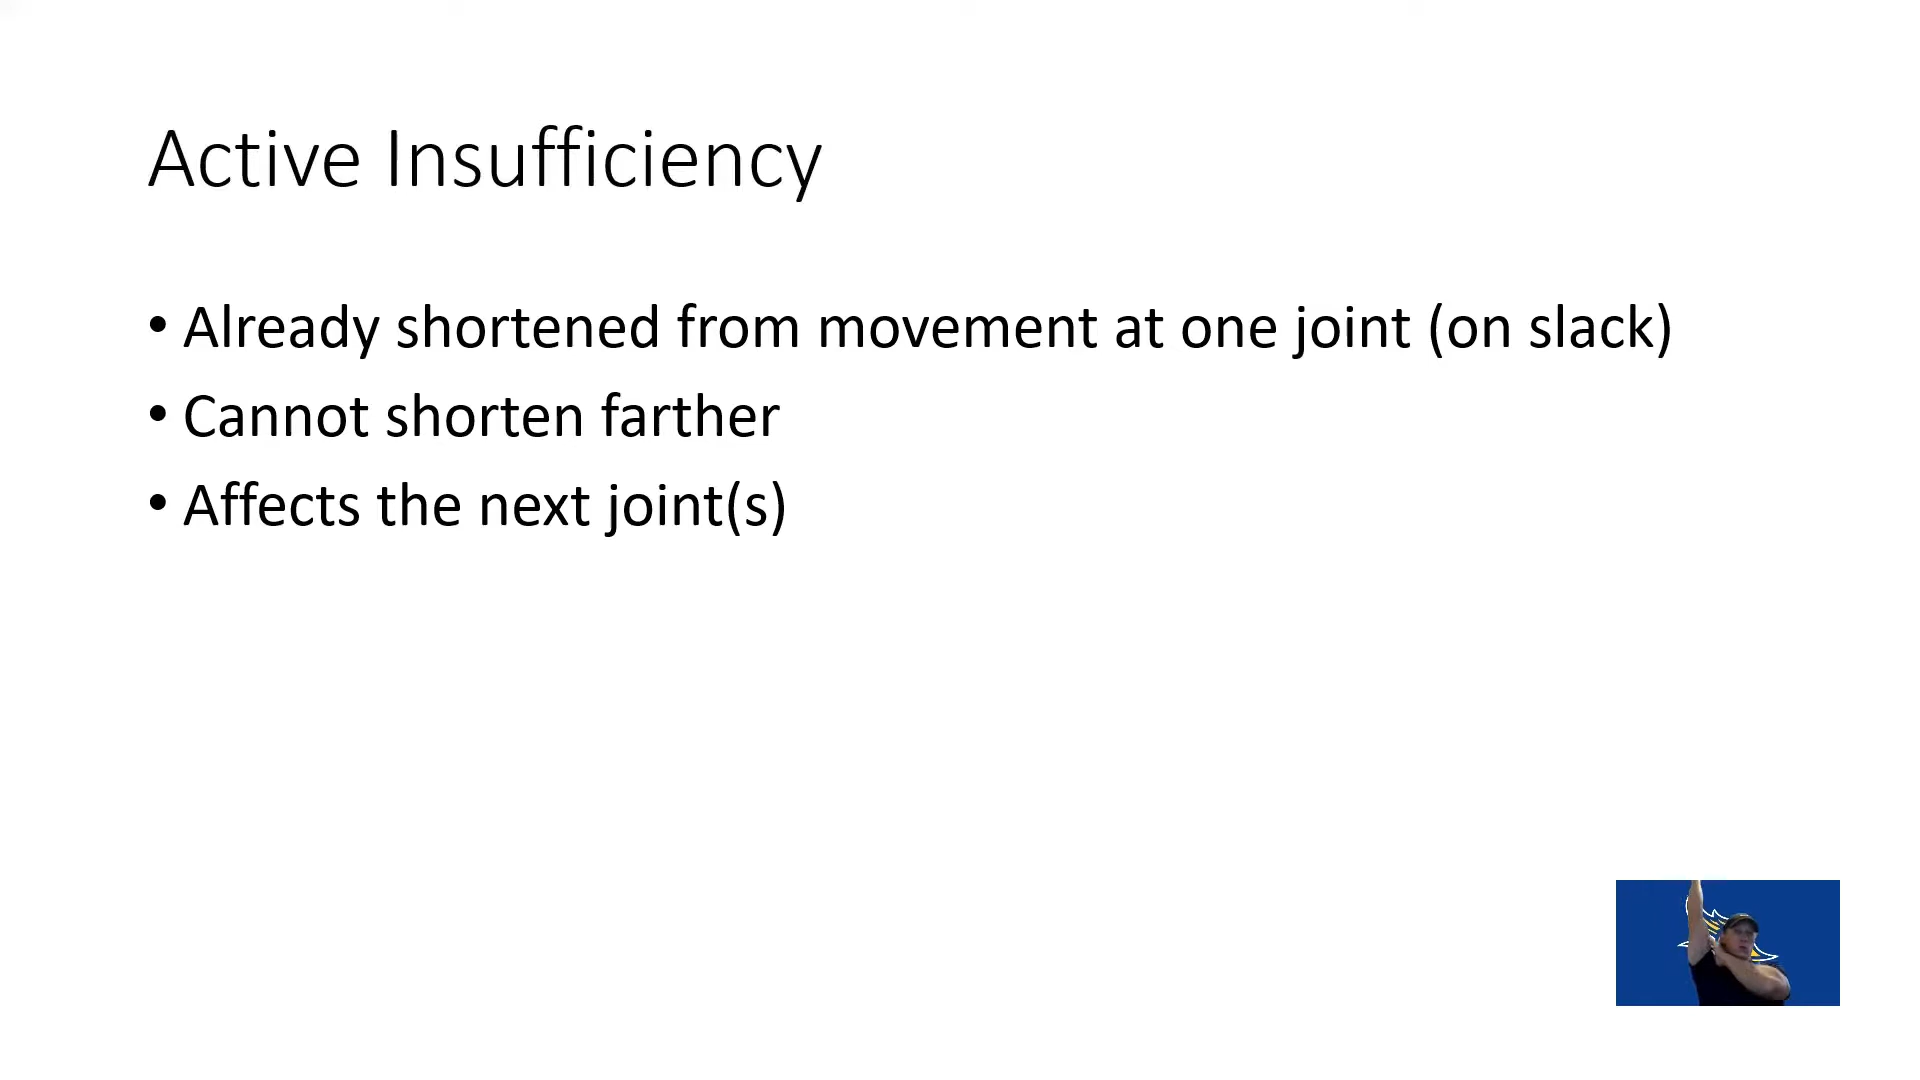 Active Insufficiency
• Already shortened from movement at one joint (on slack)
• Cannot shorten farther
• Affects the next joint(s)